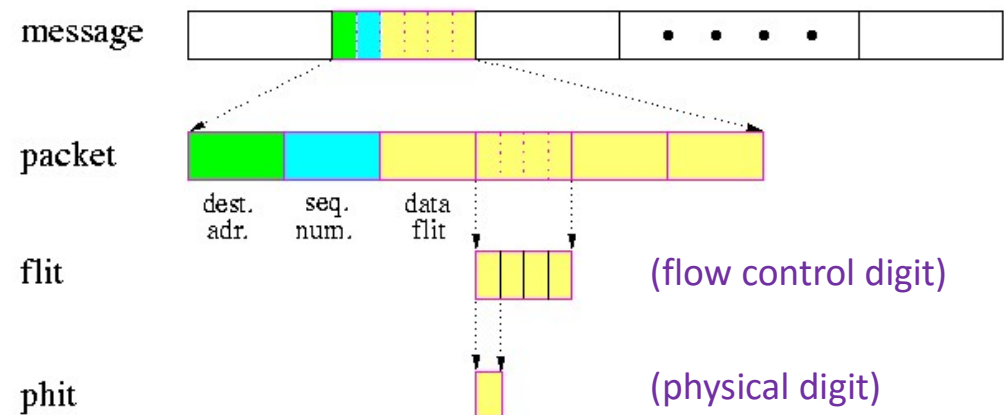 message
packet
dest. adr.
seq. num.
data flit
flit
(flow control digit)
phit
(physical digit)